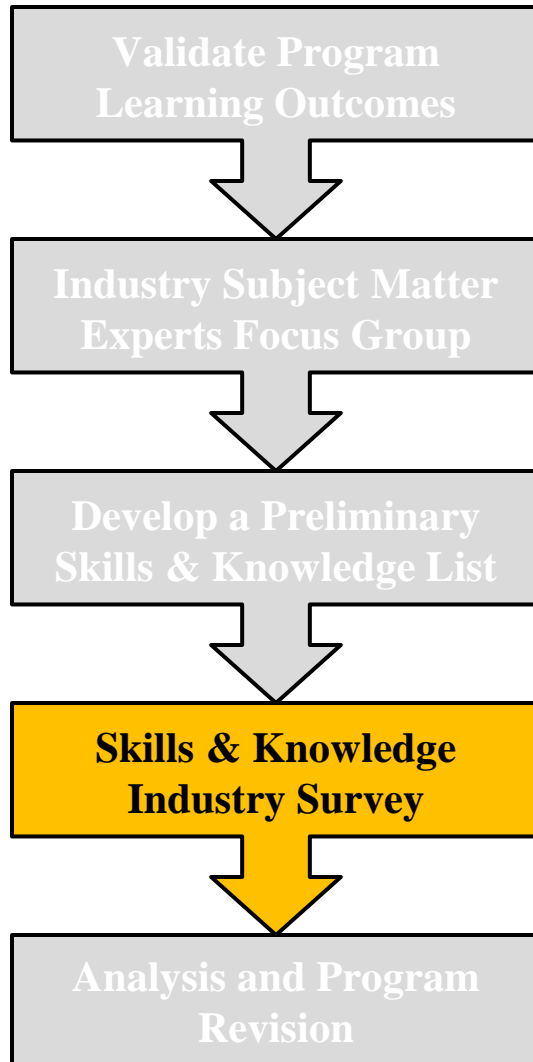 Validate Program
Learning Outcomes
Industry Subject Matter
Experts Focus Group
Develop a Preliminary
Skills & Knowledge List
Skills & Knowledge
Industry Survey
Analysis and Program
Revision